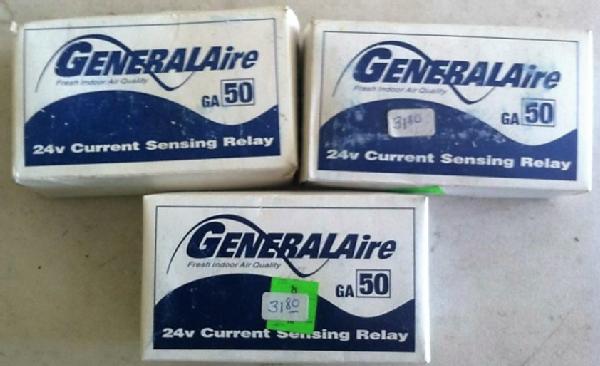 GENERALAire
Fresh Indoor Air Quality
GA 50
24v Current Sensing Relay
GENERALAire
Fresh Indoor Air Quality
3180
GA 50
24v Current Sensing Relay
GENERALAire
Fresh Indoor Air Quality
GA 50
3180
24v Current Sensing Relay